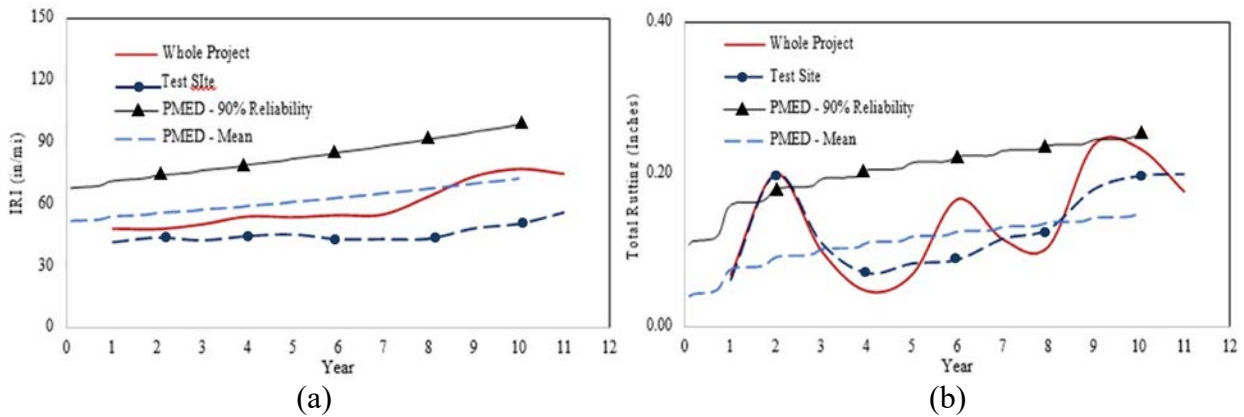 150
120
90
60
30
0
IRI (in/mi)
Whole Project
Test SIte
PMED - 90% Reliability
PMED - Mean
0 1 2 3 4 5 6 7 8 9 10 11 12
Year
(a)
0.40
0.20
0.00
Total Rutting (Inches)
Whole Project
Test Site
PMED - 90% Reliability
PMED - Mean
0 1 2 3 4 5 6 7 8 9 10 11 12
Year
(b)